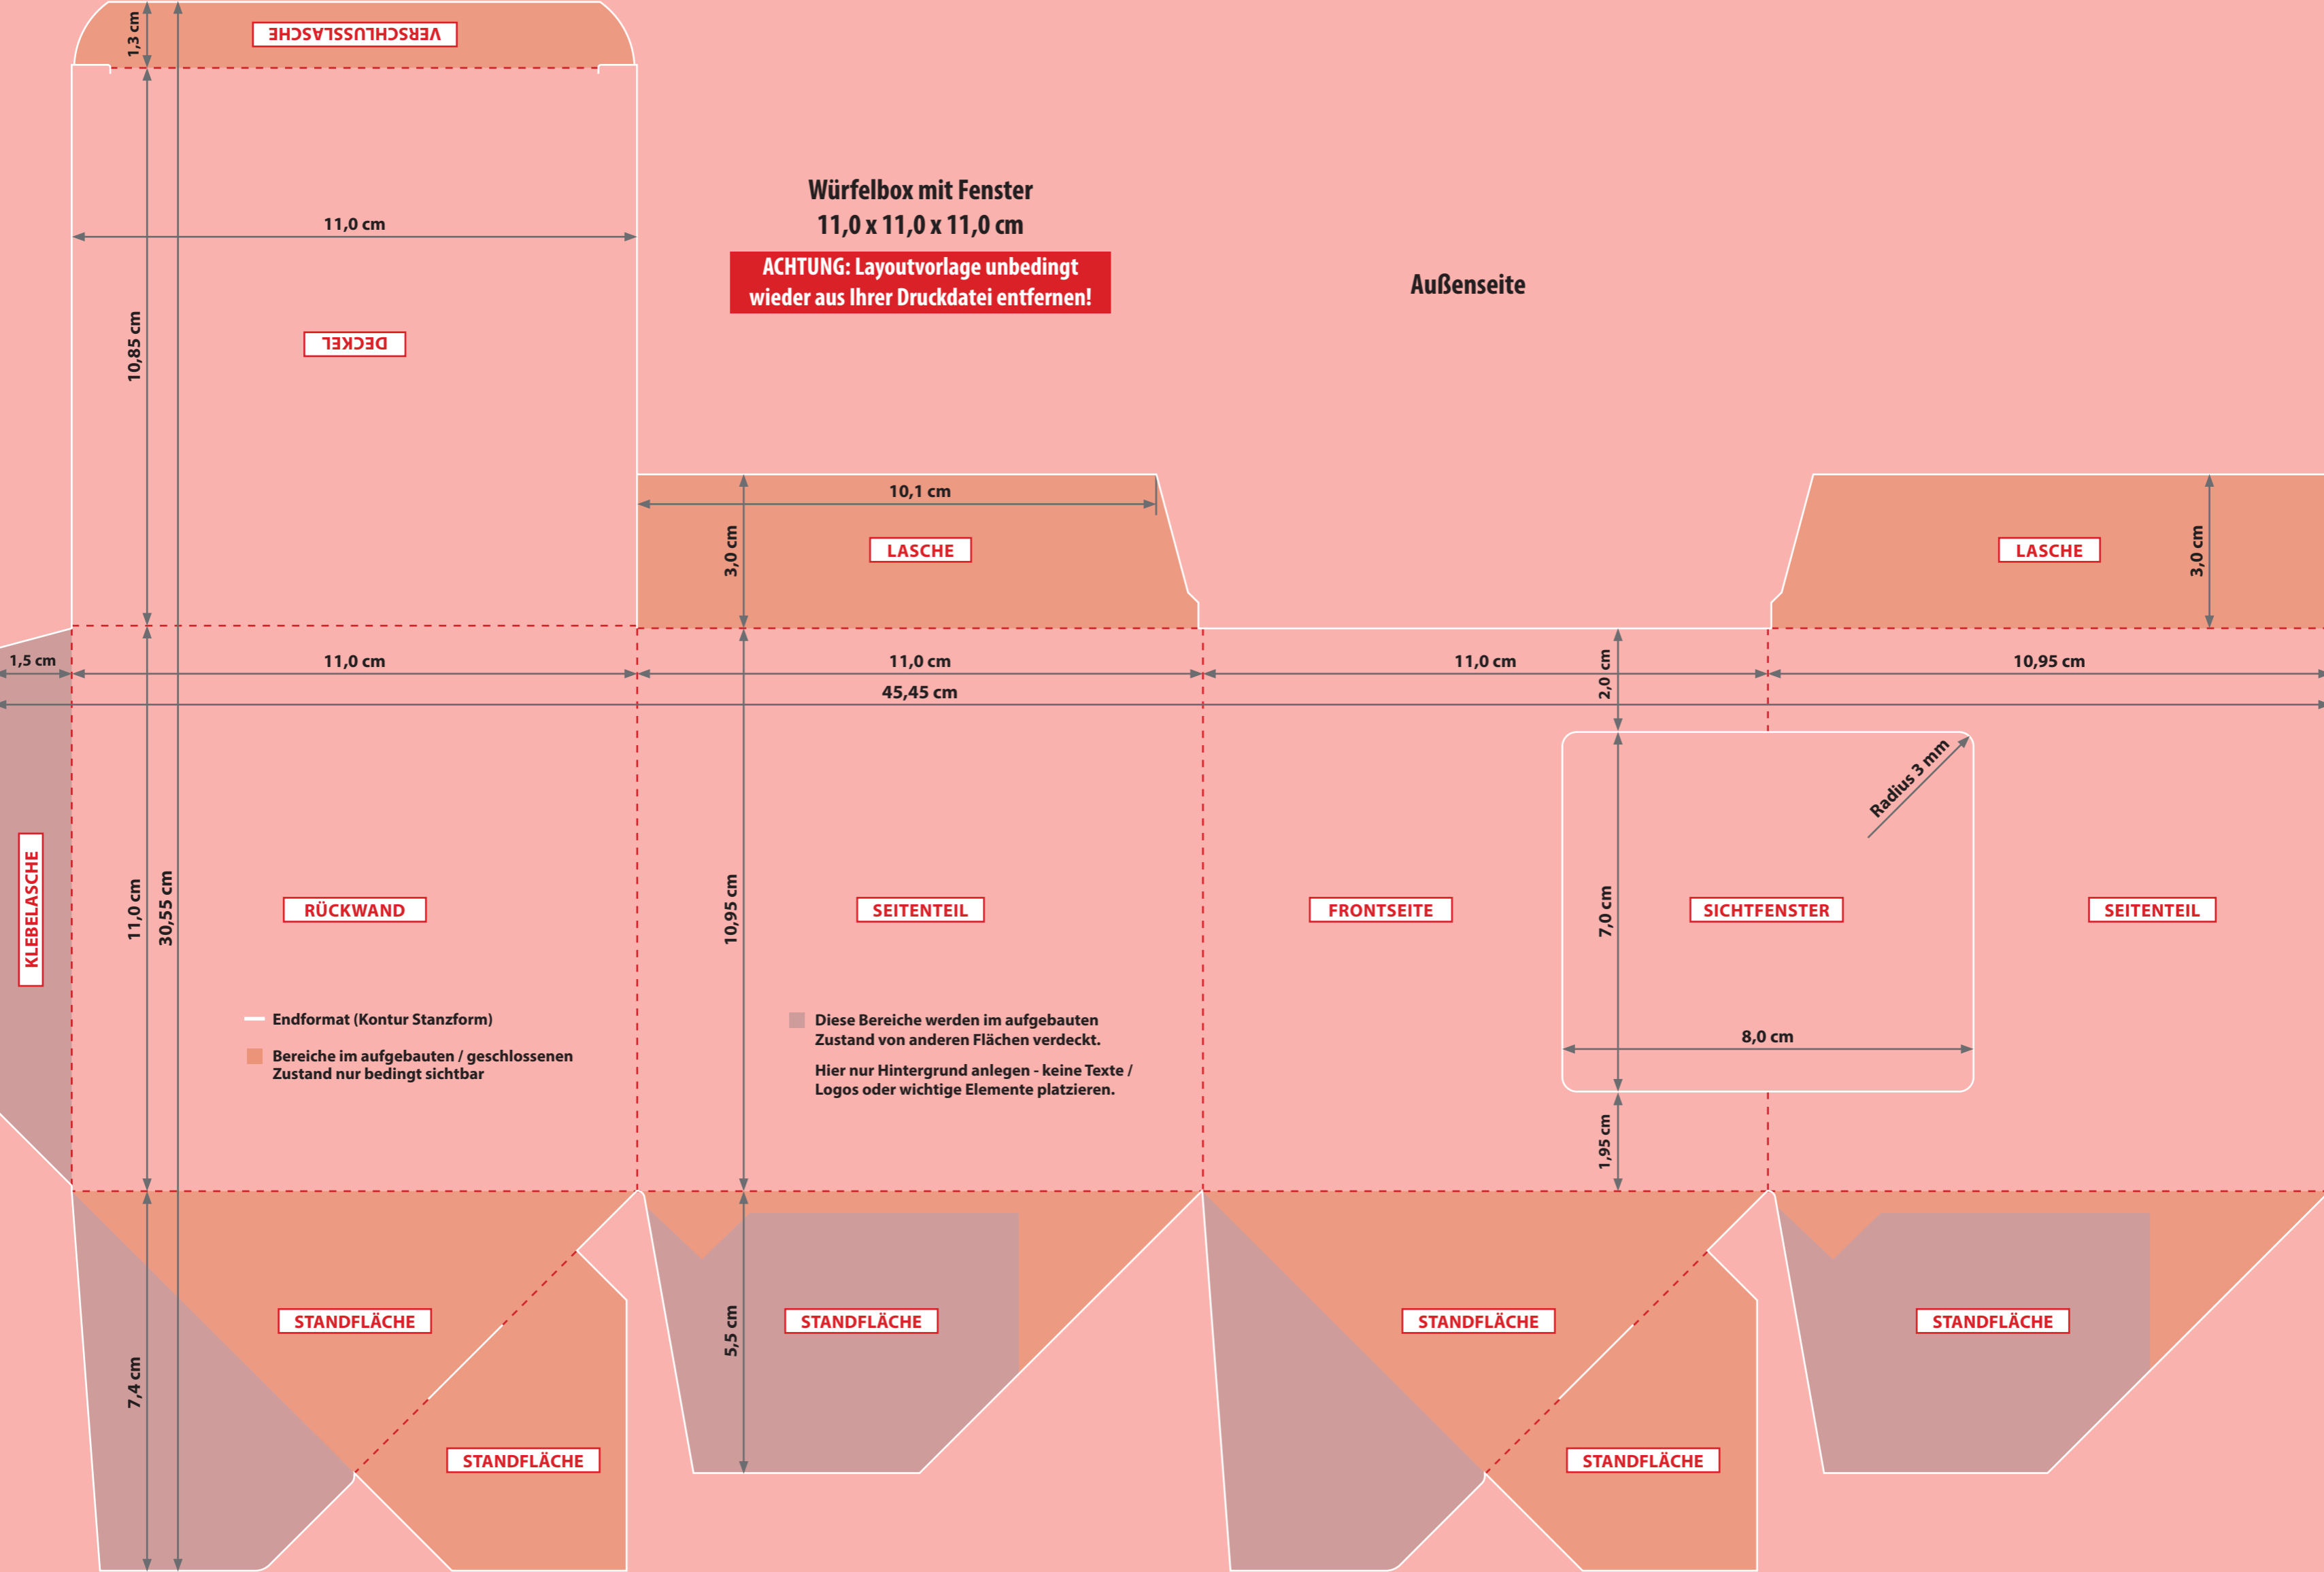 1,3 cm
VERSCHLUSSLASCHE
Würfelbox mit Fenster
11,0 x 11,0 x 11,0 cm
ACHTUNG: Layoutvorlage unbedingt
wieder aus Ihrer Druckdatei entfernen!
Außenseite
11,0 cm
10,85 cm
DECKEL
10,1 cm
3,0 cm
LASCHE
LASCHE
3,0 cm
1,5 cm
11,0 cm
11,0 cm
11,0 cm
2,0 cm
10,95 cm
45,45 cm
Radius 3 mm
KLEBELASCHE
11,0 cm
30,55 cm
RÜCKWAND
10,95 cm
SEITENTEIL
FRONTSEITE
7,0 cm
SICHTFENSTER
SEITENTEIL
Endformat (Kontur Stanzform)
Bereiche im aufgebauten / geschlossenen
Zustand nur bedingt sichtbar
Diese Bereiche werden im aufgebauten
Zustand von anderen Flächen verdeckt.
Hier nur Hintergrund anlegen - keine Texte /
Logos oder wichtige Elemente platzieren.
8,0 cm
1,95 cm
STANDFLÄCHE
5,5 cm
STANDFLÄCHE
STANDFLÄCHE
STANDFLÄCHE
7,4 cm
STANDFLÄCHE
STANDFLÄCHE